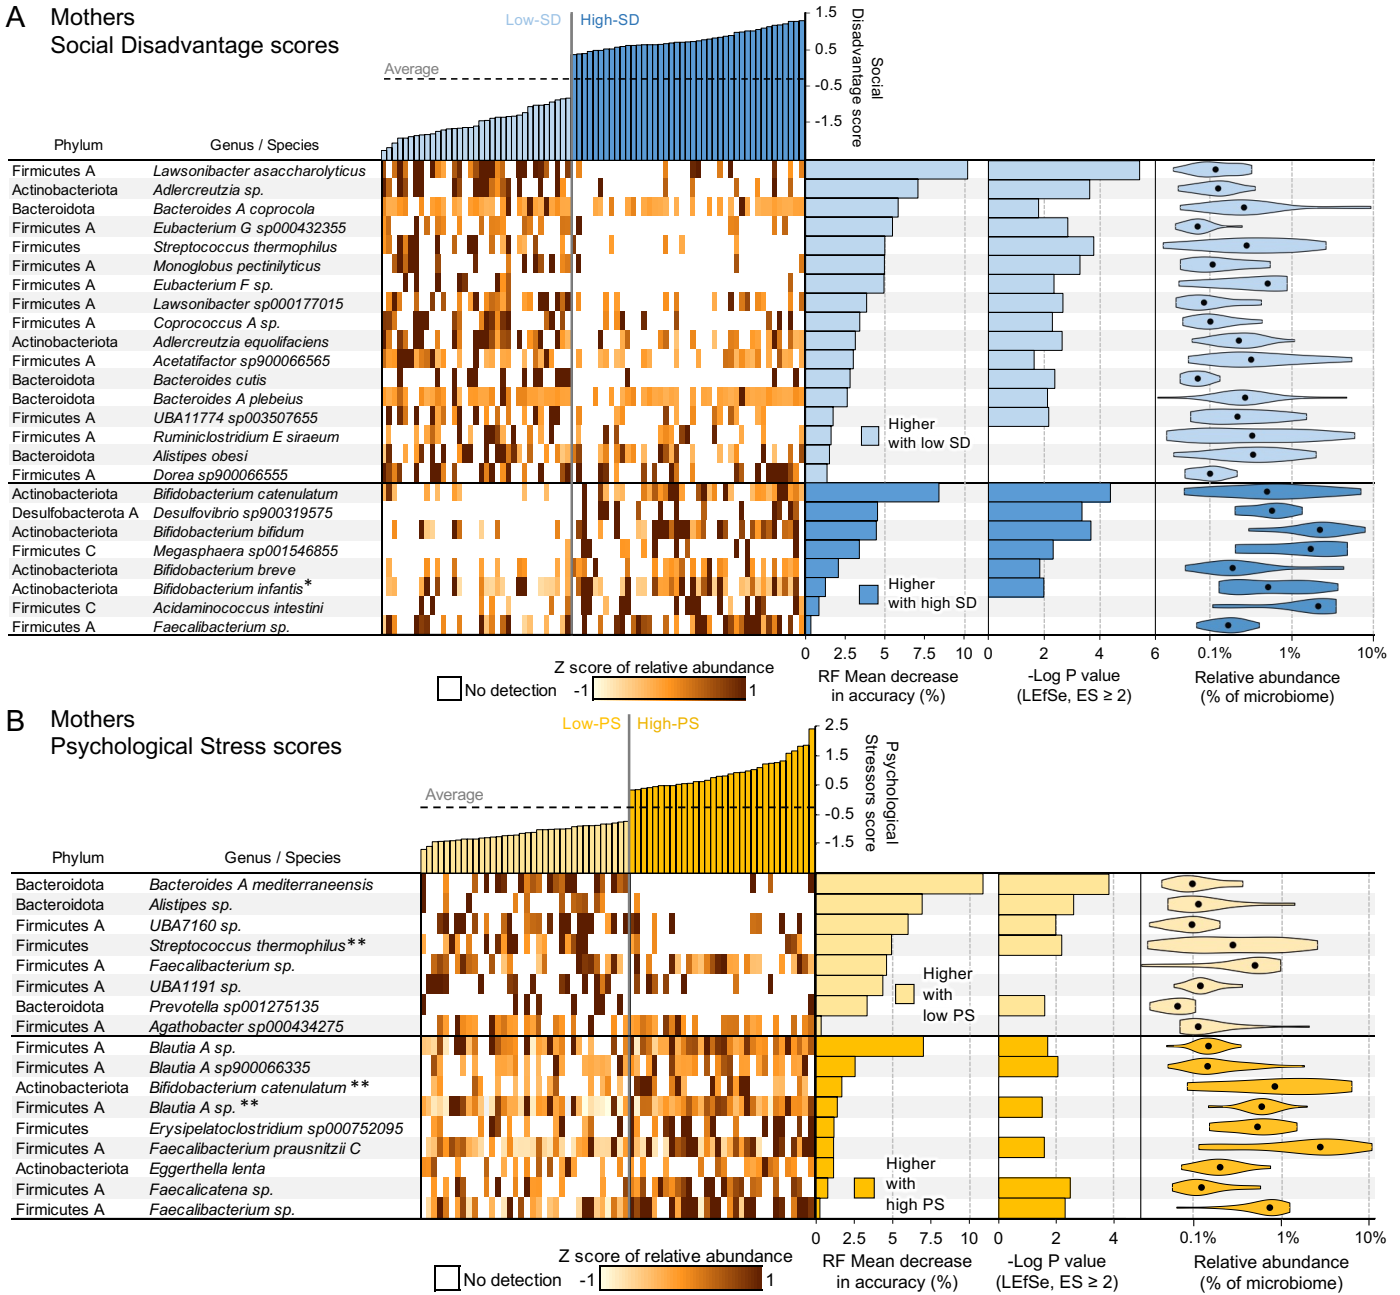 A Mothers
Social Disadvantage scores
Low-SD High-SD
Average
1.5
0.5
-0.5
-1.5
Social
Disadvantage score
Phylum Genus / Species
Firmicutes A Lawsonibacter asaccharolyticus
Actinobacteriota Adlercreutzia sp.
Bacteroidota Bacteroides A coprocola
Firmicutes A Eubacterium G sp000432355
Firmicutes Streptococcus thermophilus
Firmicutes A Monoglobus pectinilyticus
Firmicutes A Eubacterium F sp.
Firmicutes A Lawsonibacter sp000177015
Firmicutes A Coprococcus A sp.
Actinobacteriota Adlercreutzia equolifaciens
Firmicutes A Acetatifactor sp900066565
Bacteroidota Bacteroides cutis
Bacteroidota Bacteroides A plebeius
Firmicutes A UBA11774 sp003507655
Firmicutes A Ruminiclostridium E siraeum
Bacteroidota Alistipes obesi
Firmicutes A Dorea sp900066555
Higher
with low SD
Actinobacteriota Bifidobacterium catenulatum
Desulfobacterota A Desulfovibrio sp900319575
Actinobacteriota Bifidobacterium bifidum
Firmicutes C Megasphaera sp001546855
Actinobacteriota Bifidobacterium breve
Actinobacteriota Bifidobacterium infantis*
Firmicutes C Acidaminococcus intestini
Firmicutes A Faecalibacterium sp.
Higher
with high SD
0 2.5 5 7.5 10 0 2 4 6 0.1% 1% 10%
RF Mean decrease
in accuracy (%)
-Log P value
(LEfSe, ES ≥ 2)
Relative abundance
(% of microbiome)
Z score of relative abundance
No detection -1 1
B Mothers
Psychological Stress scores
Low-PS High-PS
Average
2.5
1.5
0.5
-0.5
-1.5
Psychological
Stressors score
Phylum Genus / Species
Bacteroidota Bacteroides A mediterraneensis
Bacteroidota Alistipes sp.
Firmicutes A UBA7160 sp.
Firmicutes Streptococcus thermophilus**
Firmicutes A Faecalibacterium sp.
Firmicutes A UBA1191 sp.
Bacteroidota Prevotella sp001275135
Firmicutes A Agathobacter sp000434275
Higher
with
low PS
Firmicutes A Blautia A sp.
Firmicutes A Blautia A sp900066335
Actinobacteriota Bifidobacterium catenulatum **
Firmicutes A Blautia A sp. **
Firmicutes Erysipelatoclostridium sp000752095
Firmicutes A Faecalibacterium prausnitzii C
Actinobacteriota Eggerthella lenta
Firmicutes A Faecalicatena sp.
Firmicutes A Faecalibacterium sp.
Higher
with
high PS
0 2.5 5 7.5 10 0 2 4 0.1% 1% 10%
RF Mean decrease
in accuracy (%)
-Log P value
(LEfSe, ES ≥ 2)
Relative abundance
(% of microbiome)
Z score of relative abundance
No detection -1 1